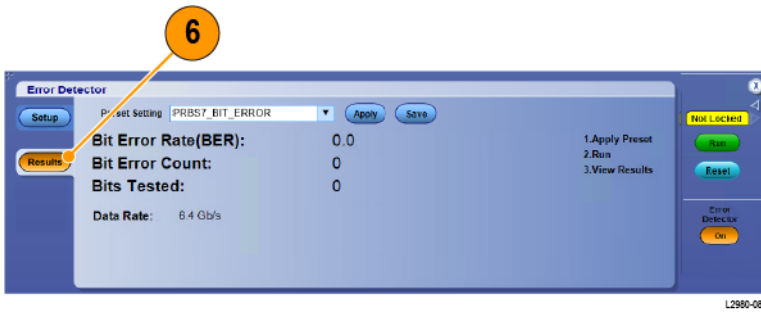 6
Error Detector
Setup
Preset Setting PRBS7_BIT_ERROR Apply Save
X
Not Locked
Bit Error Rate(BER): 0.0
1.Apply Preset
Run
Results
Bit Error Count: 0
2.Run
3.View Results
Reset
Bits Tested: 0
Data Rate: 6.4 Gb/s
Error
Detector
On
L2980-08